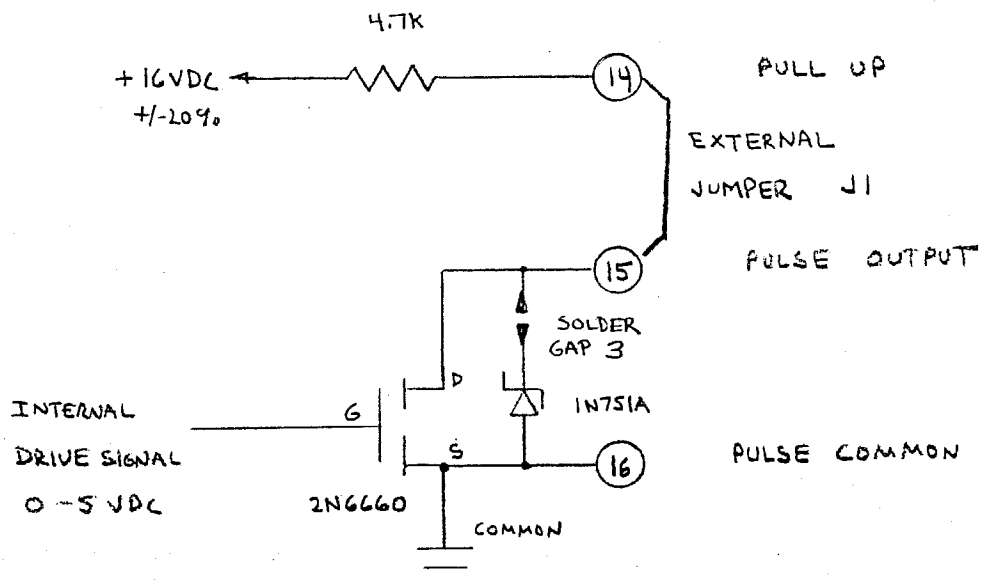 4.7K
+16VDC
+/-20%
14
PULL UP
EXTERNAL
JUMPER J1
15
PULSE OUTPUT
SOLDER
GAP 3
D
G
S
1N751A
INTERNAL
DRIVE SIGNAL
0-5 VDC
2N6660
16
PULSE COMMON
COMMON